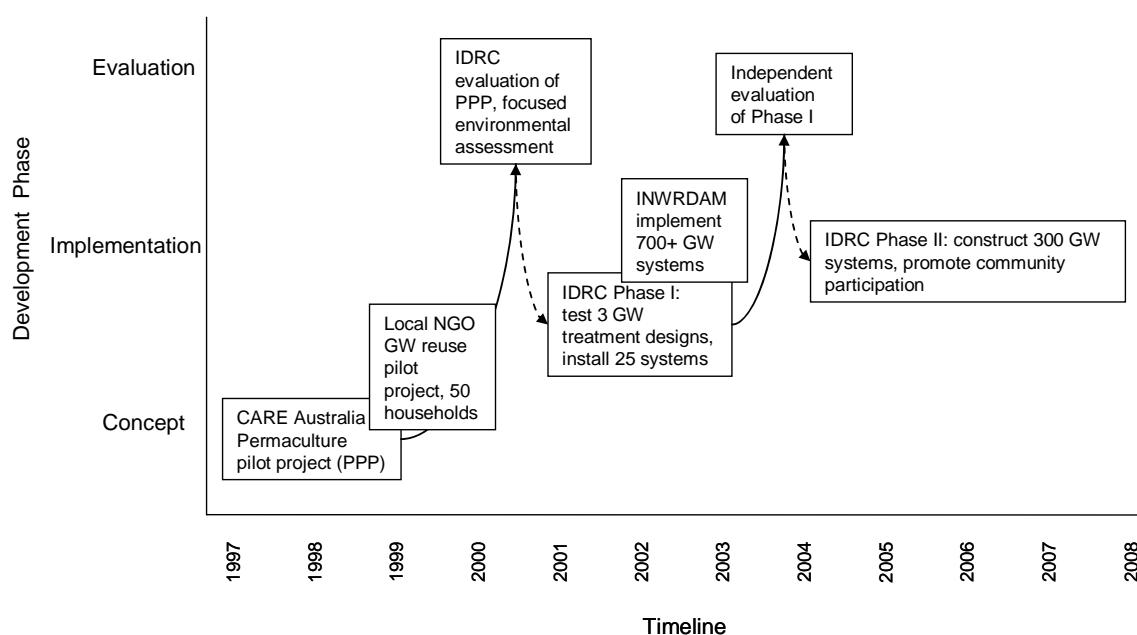 Development Phase
Evaluation
Implementation
Concept
IDRC
evaluation of
PPP, focused
environmental
assessment
Independent
evaluation
of Phase I
INWRDAM
implement
700+ GW
systems
IDRC Phase II: construct 300 GW
systems, promote community
participation
IDRC Phase I:
test 3 GW
treatment designs,
install 25 systems
Local NGO
GW reuse
pilot
project, 50
households
CARE Australia
Permaculture
pilot project (PPP)
1997
1998
1999
2000
2001
2002
2003
2004
2005
2006
2007
2008
Timeline